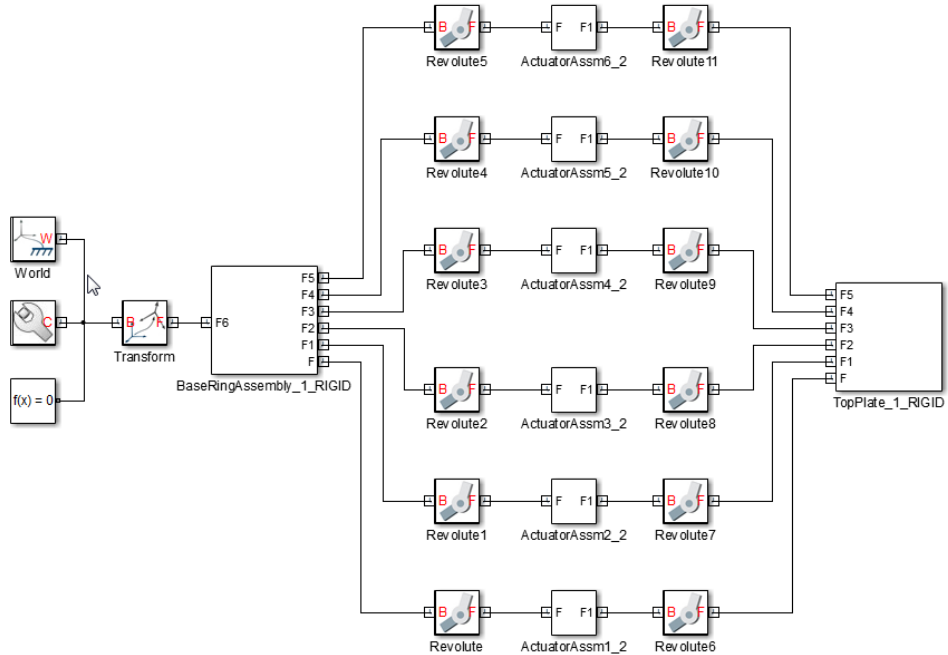 B F
Revolute5
F F1
ActuatorAssm6_2
B F
Revolute11
B F
Revolute4
F F1
ActuatorAssm5_2
B F
Revolute10
W
World
B F
Revolute3
F F1
ActuatorAssm4_2
B F
Revolute9
C
B F
Transform
F6
F5
F4
F3
F2
F1
F
BaseRingAssembly_1_RIGID
F5
F4
F3
F2
F1
F
TopPlate_1_RIGID
f(x) = 0
B F
Revolute2
F F1
ActuatorAssm3_2
B F
Revolute8
B F
Revolute1
F F1
ActuatorAssm2_2
B F
Revolute7
B F
Revolute
F F1
ActuatorAssm1_2
B F
Revolute6